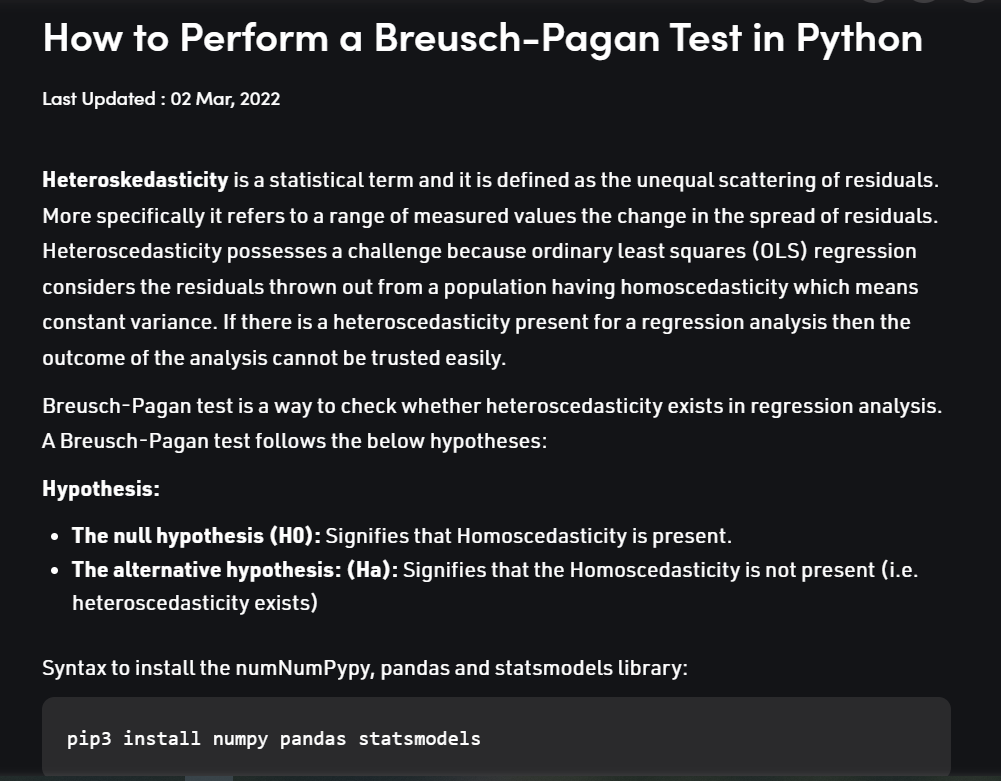 How to Perform a Breusch-Pagan Test in Python
Last Updated : 02 Mar, 2022
Heteroskedasticity is a statistical term and it is defined as the unequal scattering of residuals.
More specifically it refers to a range of measured values the change in the spread of residuals.
Heteroscedasticity possesses a challenge because ordinary least squares (OLS) regression
considers the residuals thrown out from a population having homoscedasticity which means
constant variance. If there is a heteroscedasticity present for a regression analysis then the
outcome of the analysis cannot be trusted easily.
Breusch-Pagan test is a way to check whether heteroscedasticity exists in regression analysis.
A Breusch-Pagan test follows the below hypotheses:
Hypothesis:
• The null hypothesis (H0): Signifies that Homoscedasticity is present.
• The alternative hypothesis: (Ha): Signifies that the Homoscedasticity is not present (i.e.
heteroscedasticity exists)
Syntax to install the numNumPypy, pandas and statsmodels library:
pip3 install numpy pandas statsmodels